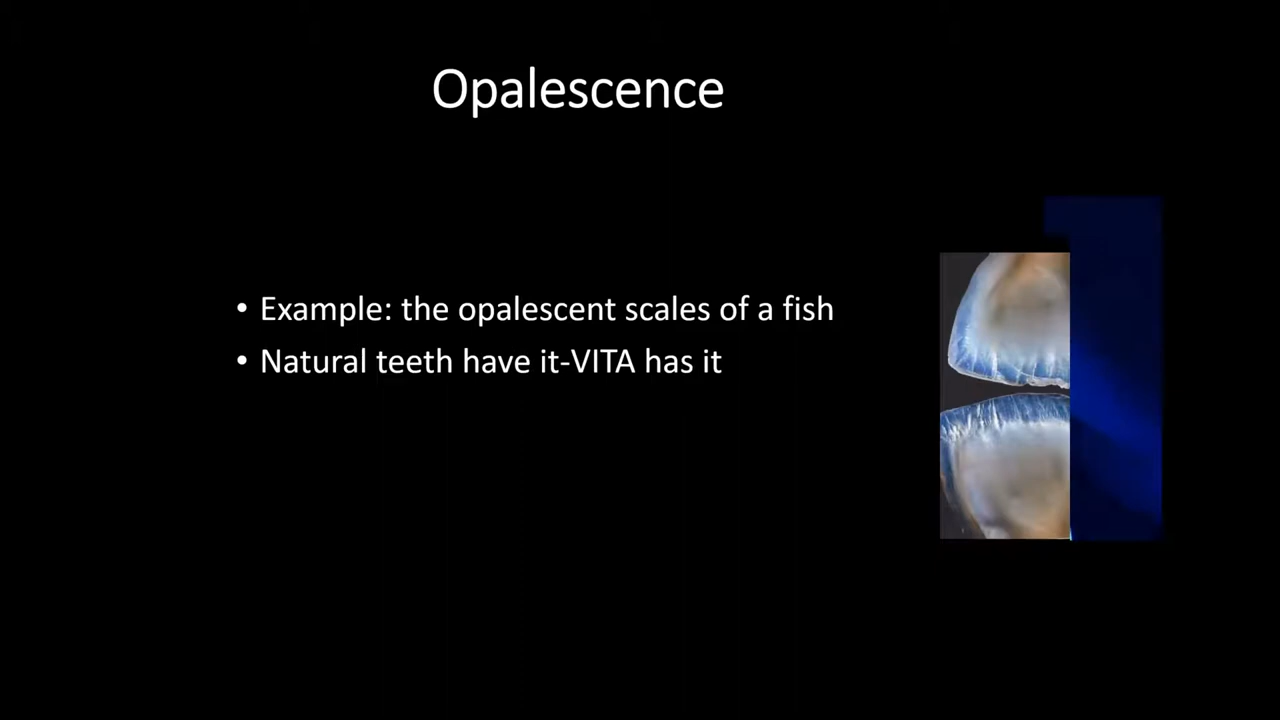 Opalescence
• Example: the opalescent scales of a fish
• Natural teeth have it-VITA has it